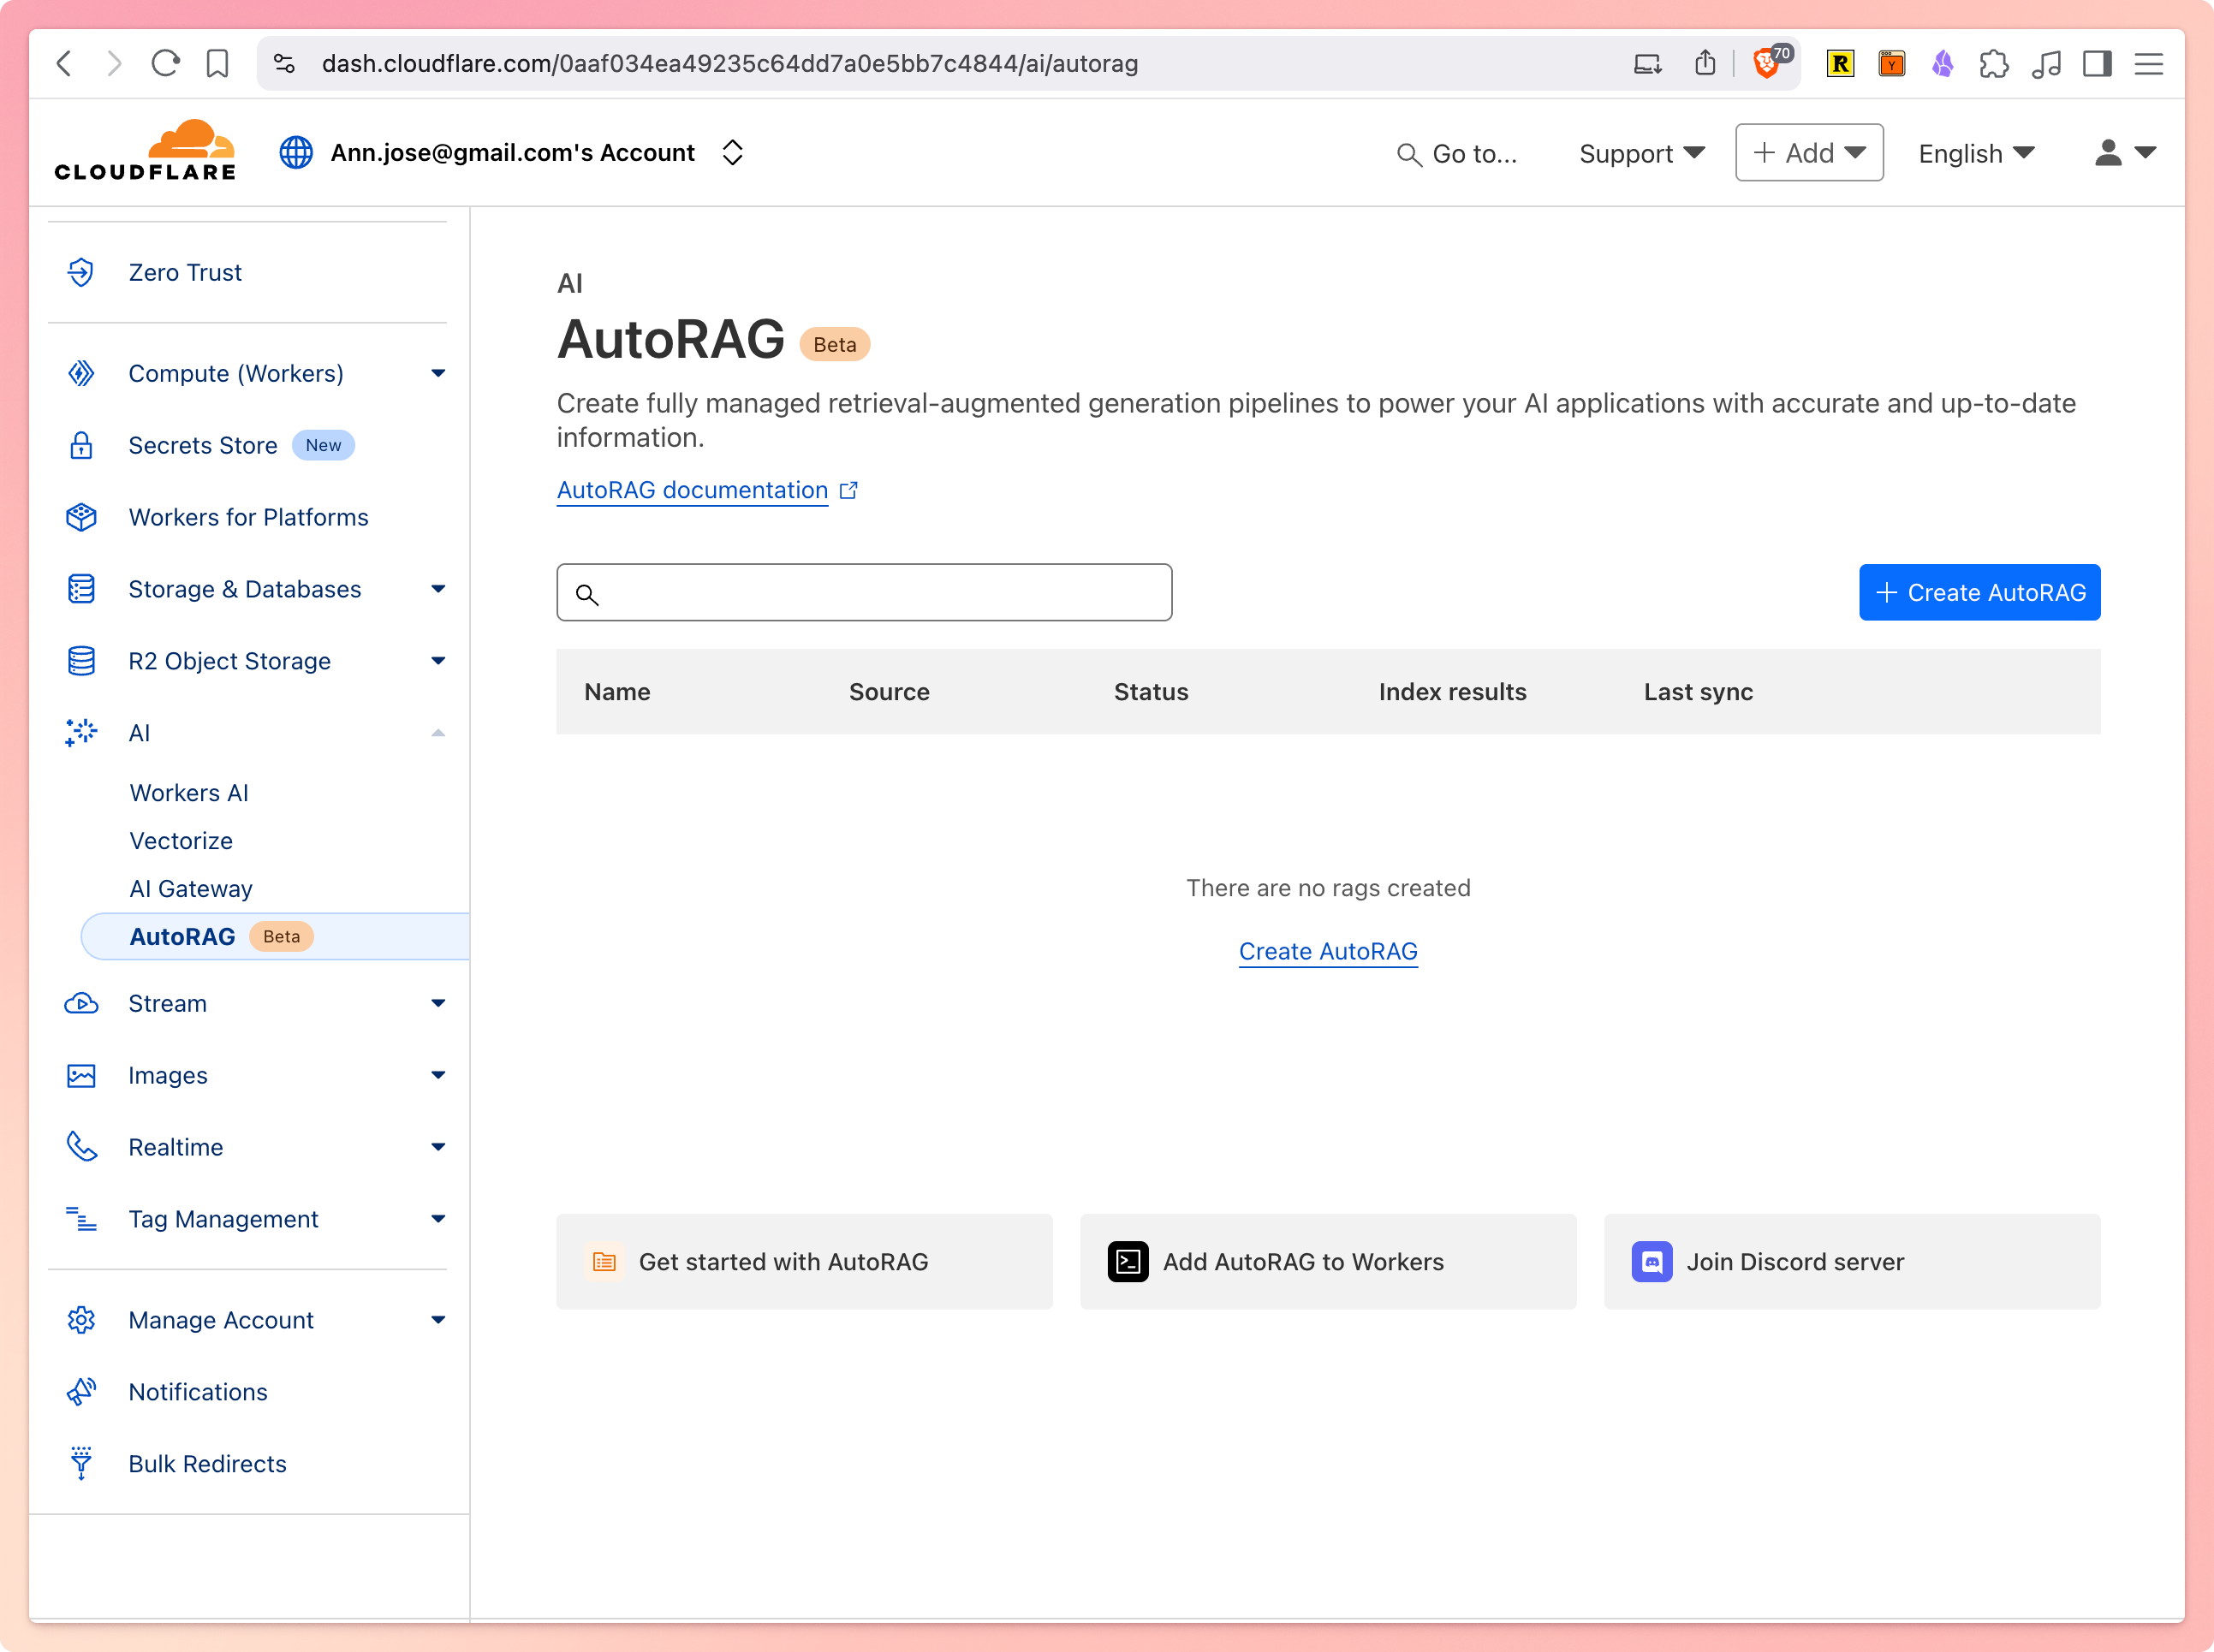 dash.cloudflare.com/0aaf034ea49235c64dd7a0e5bb7c4844/ai/autorag
70
R
Y
CLOUDFLARE
Ann.jose@gmail.com's Account
Go to...
Support
Add
English
Zero Trust
Compute (Workers)
Secrets Store New
Workers for Platforms
Storage & Databases
R2 Object Storage
AI
Workers AI
Vectorize
AI Gateway
AutoRAG Beta
Stream
Images
Realtime
Tag Management
Manage Account
Notifications
Bulk Redirects
AI
AutoRAG Beta
Create fully managed retrieval-augmented generation pipelines to power your AI applications with accurate and up-to-date
information.
AutoRAG documentation
+ Create AutoRAG
Name Source Status Index results Last sync
There are no rags created
Create AutoRAG
Get started with AutoRAG
Add AutoRAG to Workers
Join Discord server